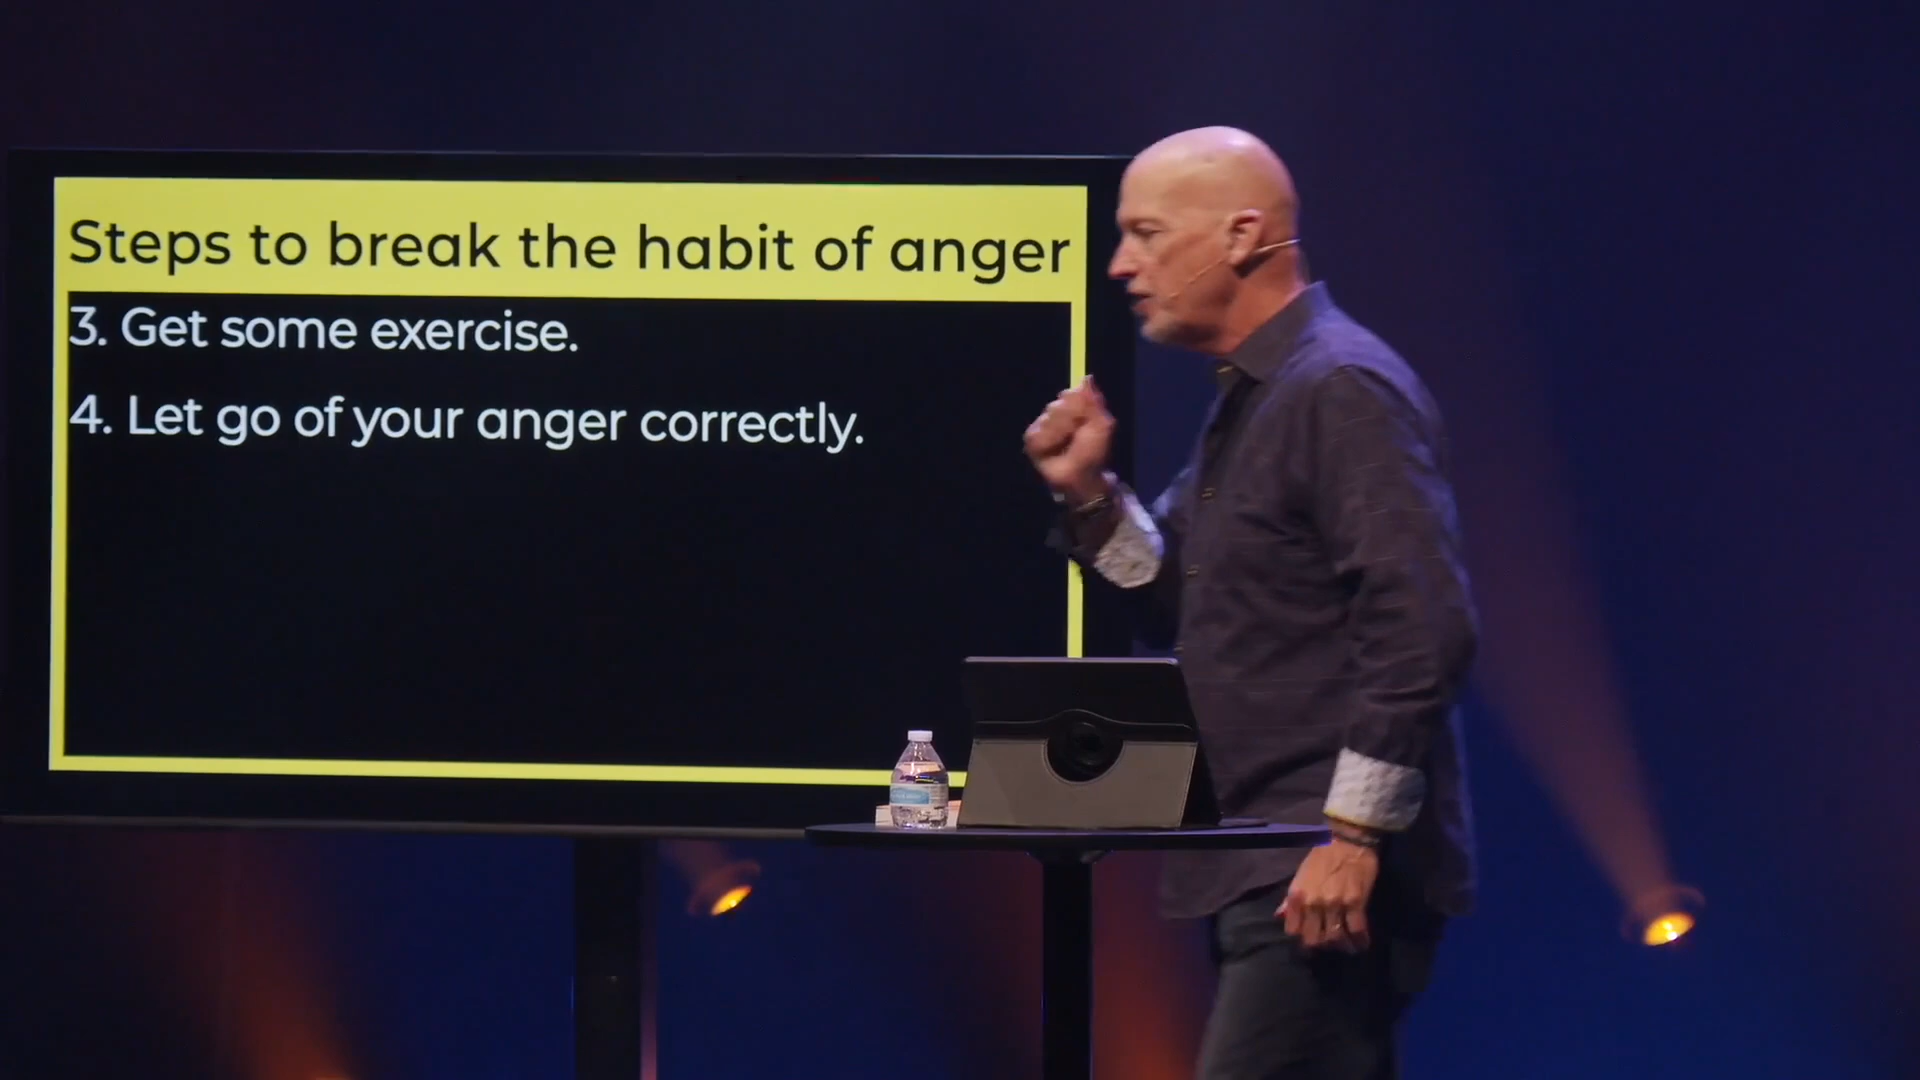 Steps to break the habit of anger
3. Get some exercise.
4. Let go of your anger correctly.